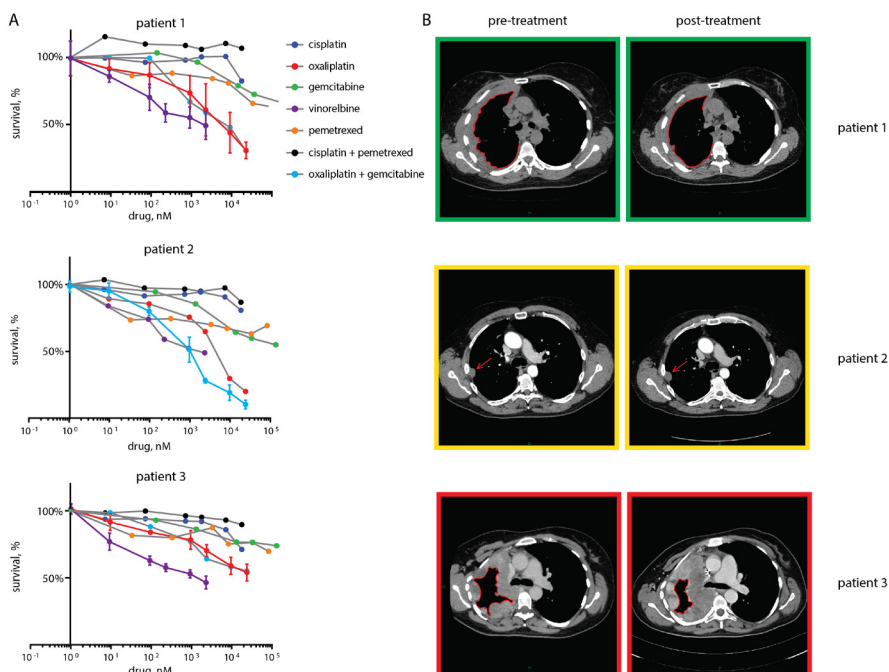 A
patient 1
100%
50%
survival, %
10-1 100 101 102 103 104
drug, nM
cisplatin
oxaliplatin
gemcitabine
vinorelbine
pemetrexed
cisplatin + pemetrexed
oxaliplatin + gemcitabine
patient 2
100%
50%
survival, %
10-1 100 101 102 103 104 105
drug, nM
patient 3
100%
50%
survival, %
10-1 100 101 102 103 104 105
drug, nM
B
pre-treatment post-treatment
patient 1
patient 2
patient 3